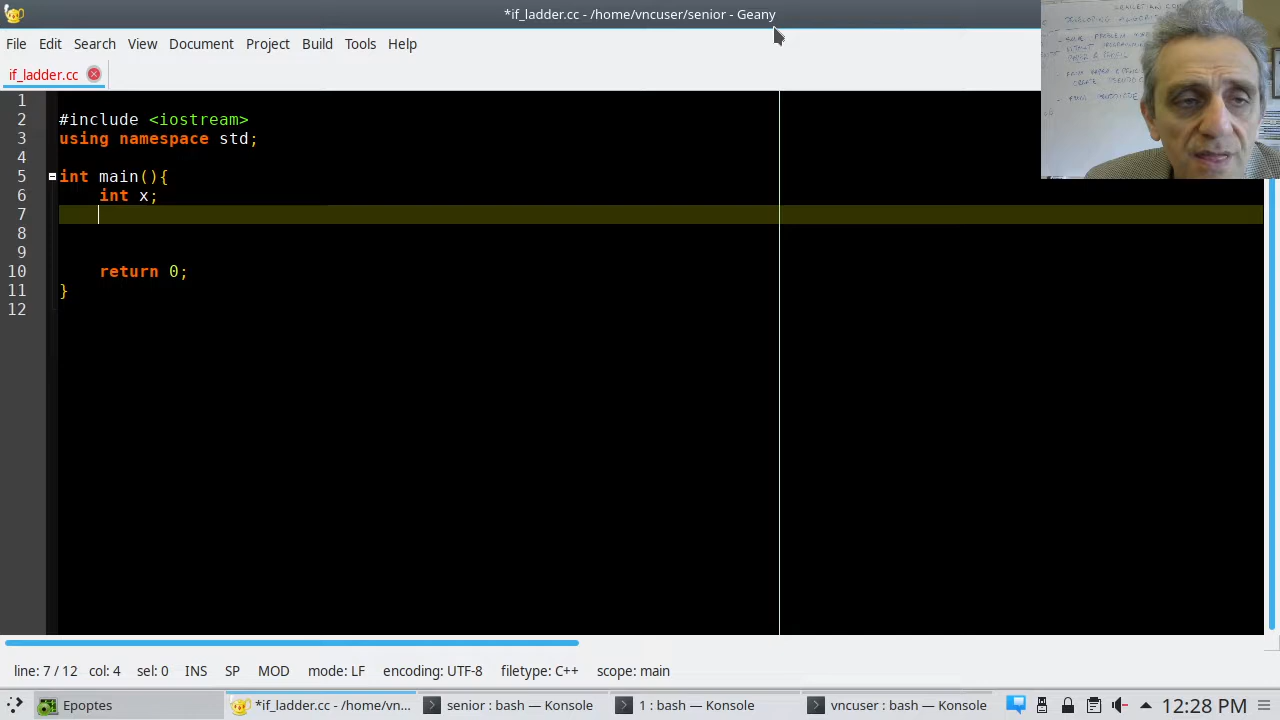 *if_ladder.cc - /home/vncuser/senior - Geany
File Edit Search View Document Project Build Tools Help
if_ladder.cc
1
2 #include <iostream>
3 using namespace std;
4
5 int main(){
6 int x;
7
8
9
10 return 0;
11 }
12
DEVELOPING
line: 7 / 12 col: 4 sel: 0 INS SP MOD mode: LF encoding: UTF-8 filetype: C++ scope: main
Epoptes *if_ladder.cc - /home/vn... senior : bash — Konsole 1 : bash — Konsole vncuser : bash — Konsole 12:28 PM